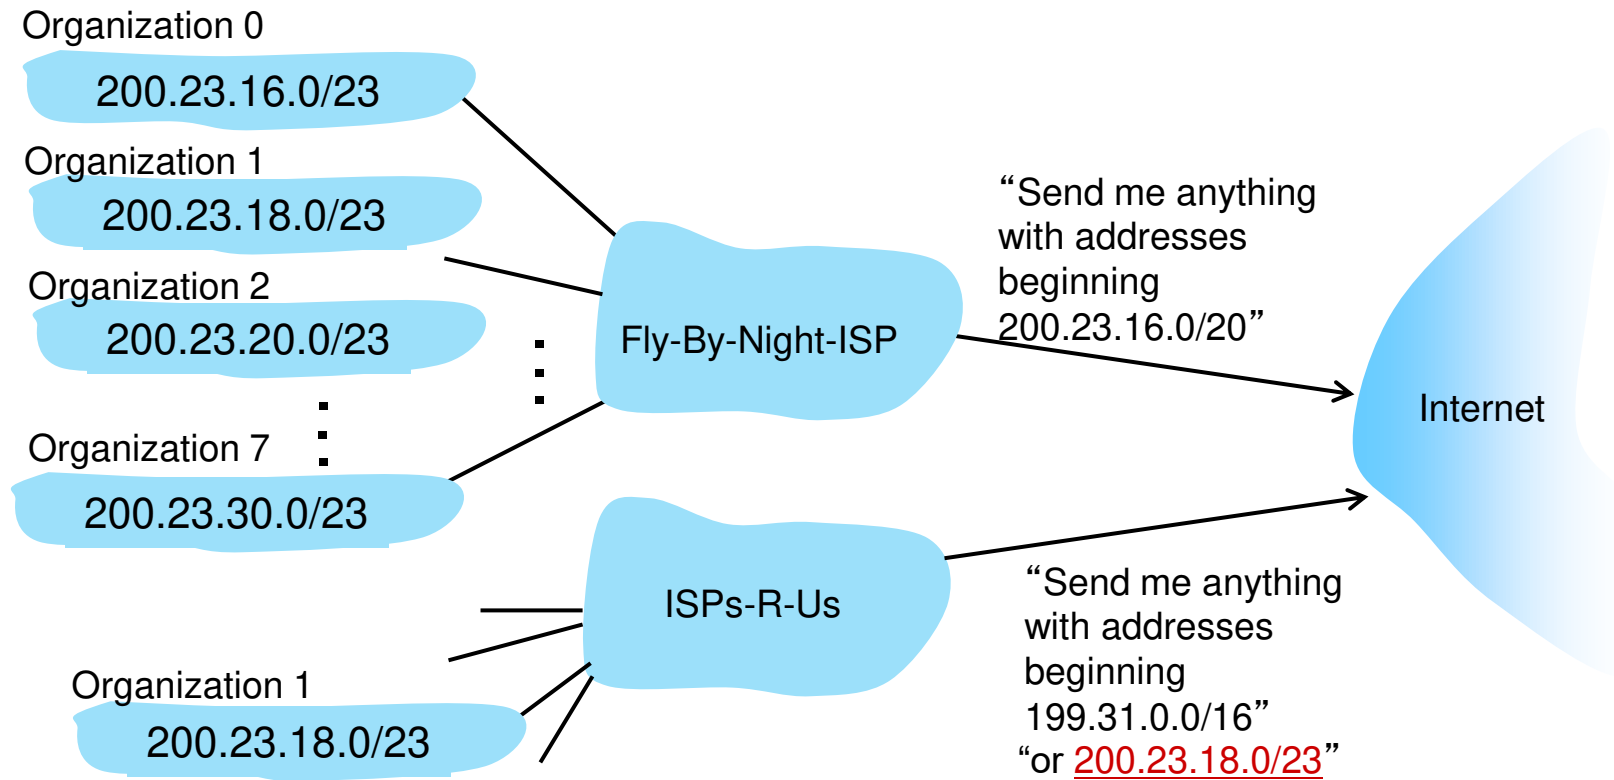 Organization 0
200.23.16.0/23
Organization 1
200.23.18.0/23
Organization 2
200.23.20.0/23
Organization 7
200.23.30.0/23
Fly-By-Night-ISP
“Send me anything
with addresses
beginning
200.23.16.0/20”
Internet
ISPs-R-Us
Organization 1
200.23.18.0/23
“Send me anything
with addresses
beginning
199.31.0.0/16”
“or 200.23.18.0/23”